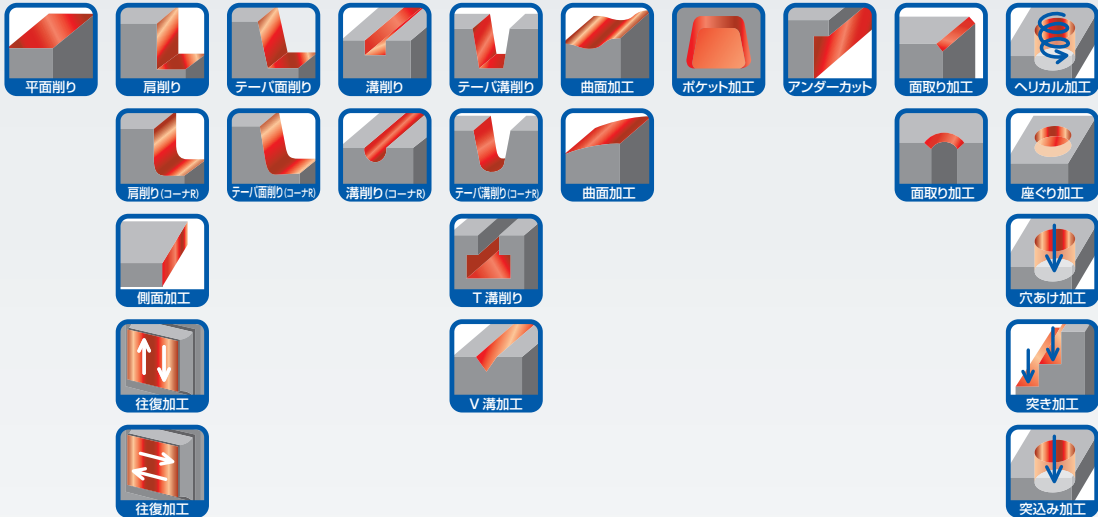 平面削り
肩削り
テーパ面削り
溝削り
テーパ溝削り
曲面加工
ポケット加工
アンダーカット
面取り加工
ヘリカル加工
肩削り(コーナR)
テーパ面削り(コーナR)
溝削り(コーナR)
テーパ溝削り(コーナR)
曲面加工
面取り加工
座ぐり加工
側面加工
T溝削り
穴あけ加工
往復加工
V溝加工
突き加工
往復加工
突込み加工